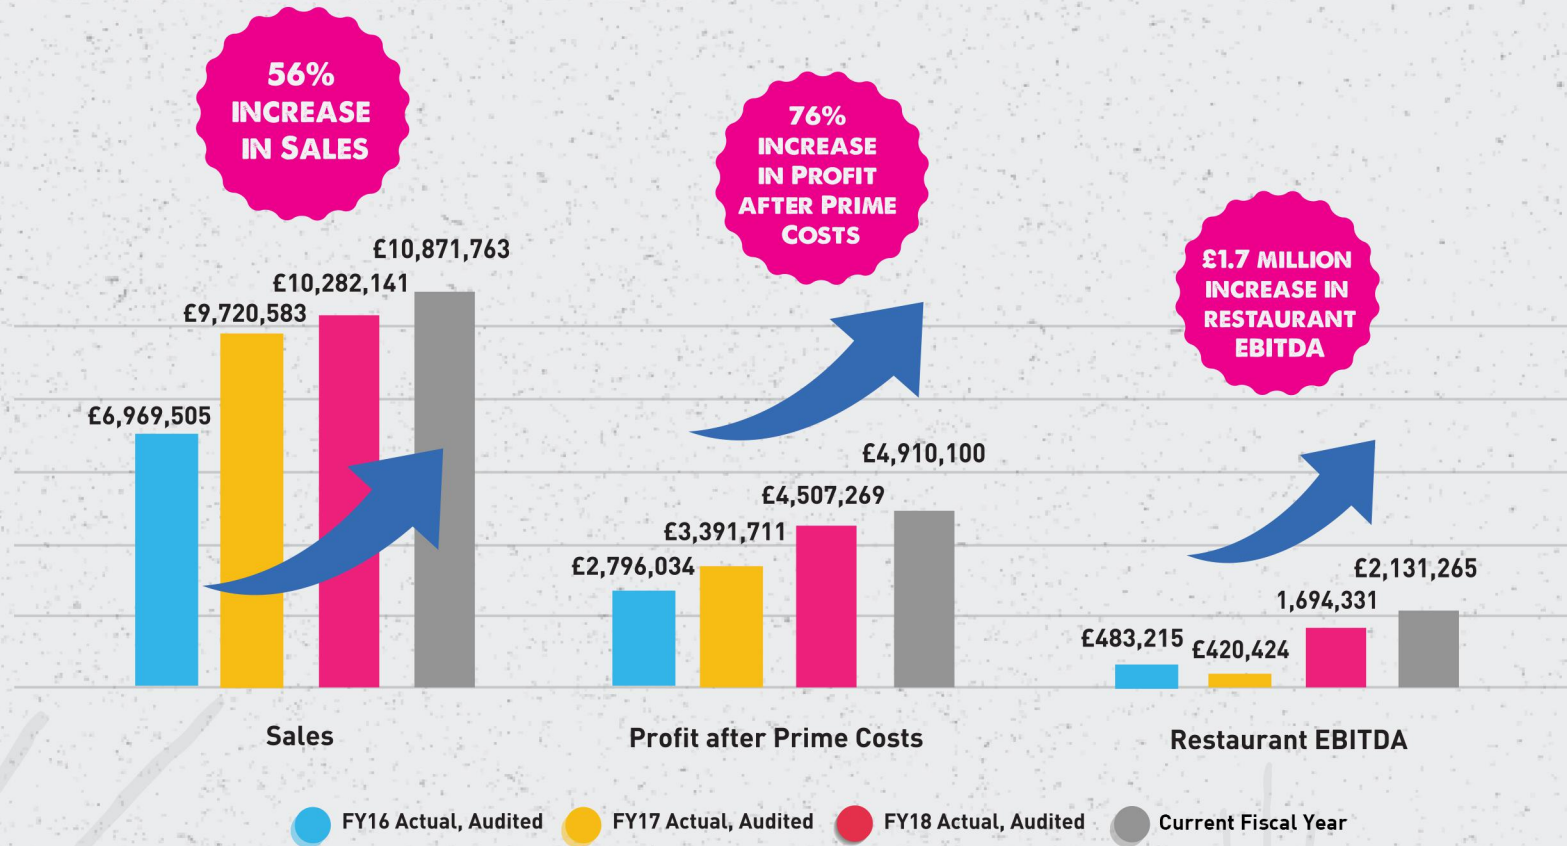 56%
INCREASE
IN SALES
76%
INCREASE
IN PROFIT
AFTER PRIME
COSTS
£1.7 MILLION
INCREASE IN
RESTAURANT
EBITDA
£6,969,505
£9,720,583
£10,282,141
£10,871,763
£2,796,034
£3,391,711
£4,507,269
£4,910,100
£483,215
£420,424
1,694,331
£2,131,265
Sales
Profit after Prime Costs
Restaurant EBITDA
FY16 Actual, Audited
FY17 Actual, Audited
FY18 Actual, Audited
Current Fiscal Year